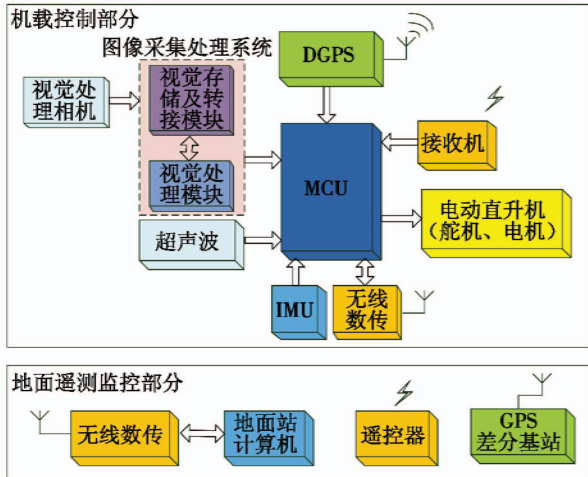 机载控制部分
图像采集处理系统
视觉处
理相机
视觉存
储及转
接模块
视觉处
理模块
超声波
DGPS
MCU
接收机
电动直升机
(舵机、电机)
IMU
无线
数传
地面遥测监控部分
无线数传
地面站
计算机
遥控器
GPS
差分基站